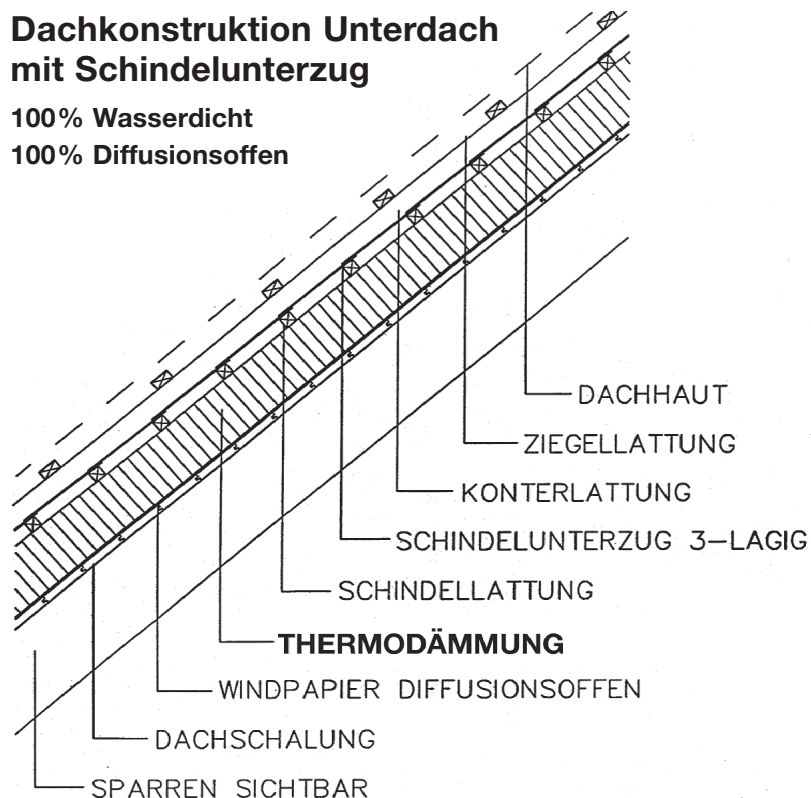 Dachkonstruktion Unterdach
mit Schindelunterzug
100% Wasserdicht
100% Diffusionsoffen
DACHHAUT
ZIEGELLATTUNG
KONTERLATTUNG
SCHINDELUNTERZUG 3-LAGIG
SCHINDELLATTUNG
THERMODÄMMUNG
WINDPAPIER DIFFUSIONSOFFEN
DACHSCHALUNG
SPARREN SICHTBAR